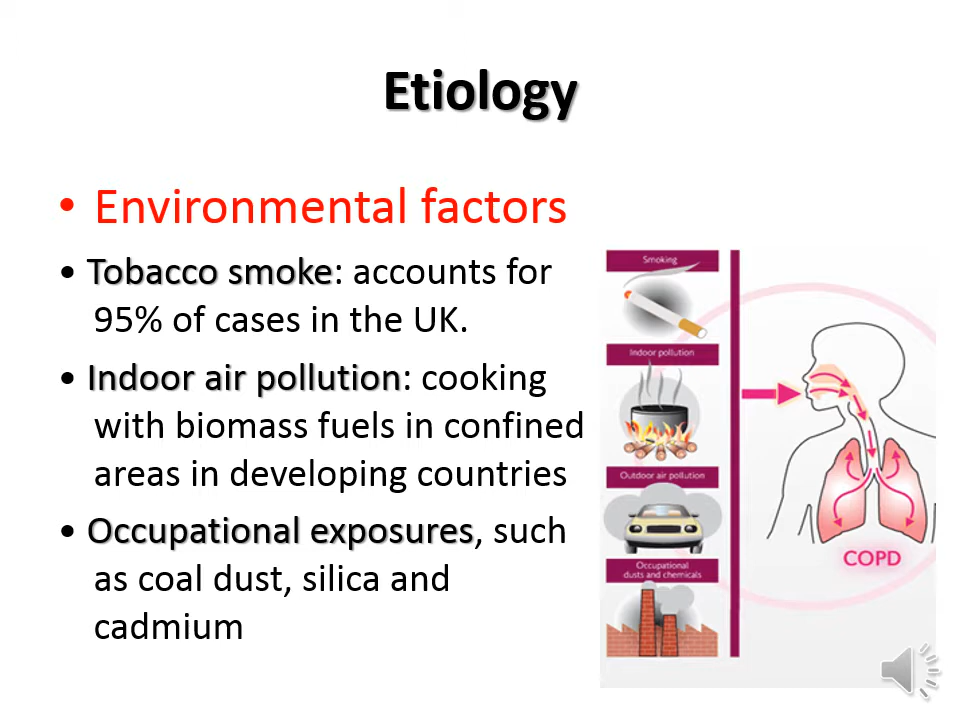 Etiology
• Environmental factors
• Tobacco smoke: accounts for
95% of cases in the UK.
• Indoor air pollution: cooking
with biomass fuels in confined
areas in developing countries
• Occupational exposures, such
as coal dust, silica and
cadmium
Smoking
Indoor pollution
Outdoor air pollution
Occupational
dusts and chemicals
COPD